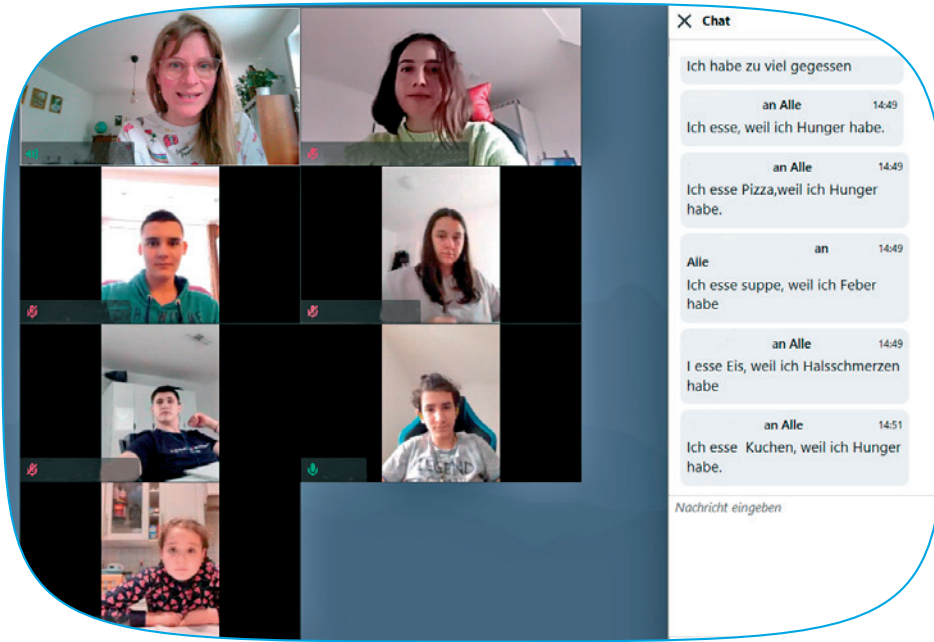 Chat
Ich habe zu viel gegessen
an Alle 14:49
Ich esse, weil ich Hunger habe.
an Alle 14:49
Ich esse Pizza,weil ich Hunger
habe.
an 14:49
Alle
Ich esse suppe, weil ich Feber
habe
an Alle 14:49
I esse Eis, weil ich Halsschmerzen
habe
an Alle 14:51
Ich esse Kuchen, weil ich Hunger
habe.
Nachricht eingeben
LEGEND